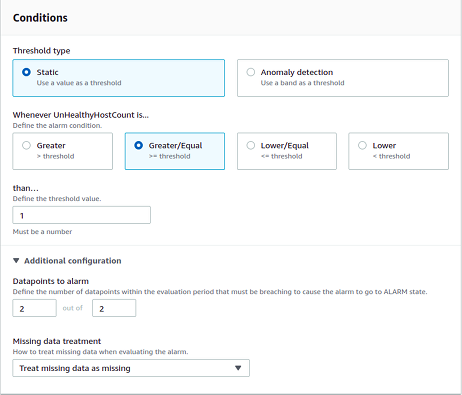 Conditions
Threshold type
Static
Use a value as a threshold
Anomaly detection
Use a band as a threshold
Whenever UnHealthyHostCount is...
Define the alarm condition.
Greater
> threshold
Greater/Equal
>= threshold
Lower/Equal
<= threshold
Lower
< threshold
than...
Define the threshold value.
1
Must be a number
Additional configuration
Datapoints to alarm
Define the number of datapoints within the evaluation period that must be breaching to cause the alarm to go to ALARM state.
2 out of 2
Missing data treatment
How to treat missing data when evaluating the alarm.
Treat missing data as missing